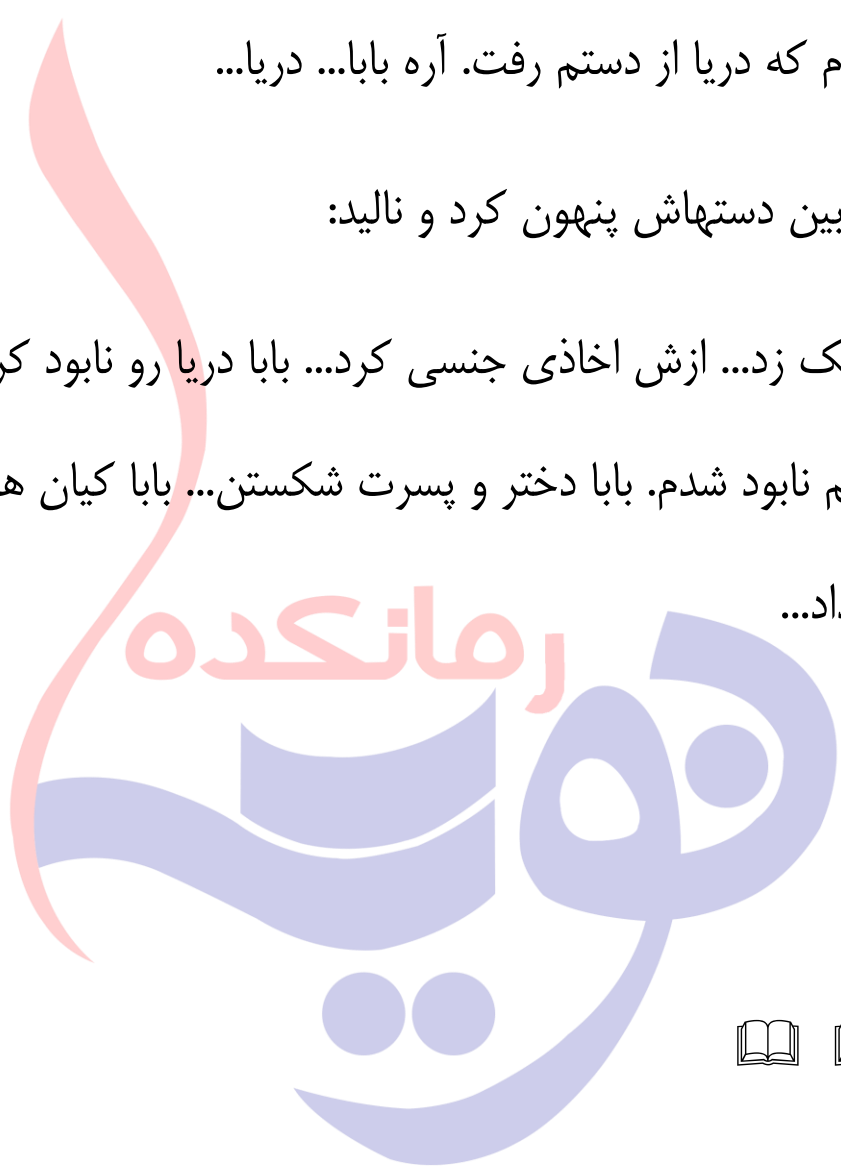 م که دریا از دستم رفت. آره بابا... دریا...
بین دستهاش پنهون کرد و نالید:
ک زد... ازش اخاذی جنسی کرد... بابا دریا رو نابود کر
م نابود شدم. بابا دختر و پسرت شکستن... بابا کیان ه
داد...
رمانکده